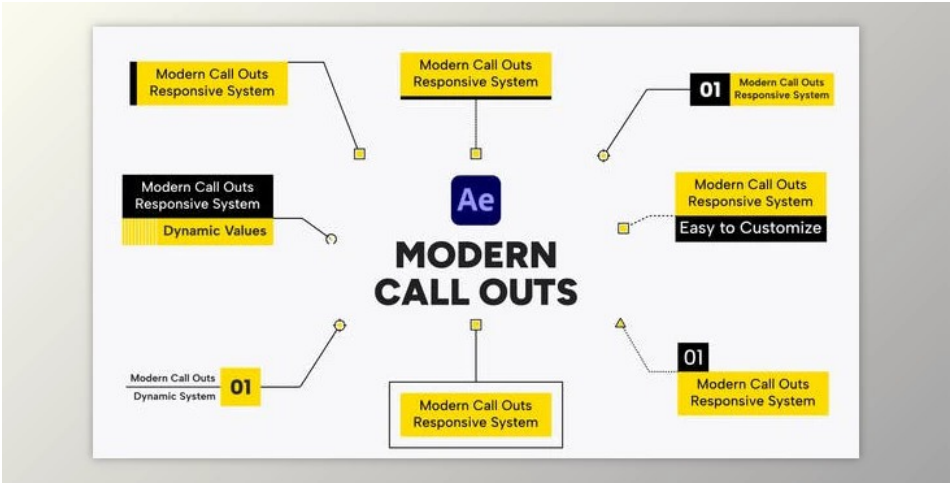 Modern Call Outs
Responsive System
Modern Call Outs
Responsive System
01
Modern Call Outs
Responsive System
Modern Call Outs
Responsive System
Dynamic Values
Ae
Modern Call Outs
Responsive System
Easy to Customize
MODERN
CALL OUTS
Modern Call Outs
Dynamic System
01
Modern Call Outs
Responsive System
01
Modern Call Outs
Responsive System